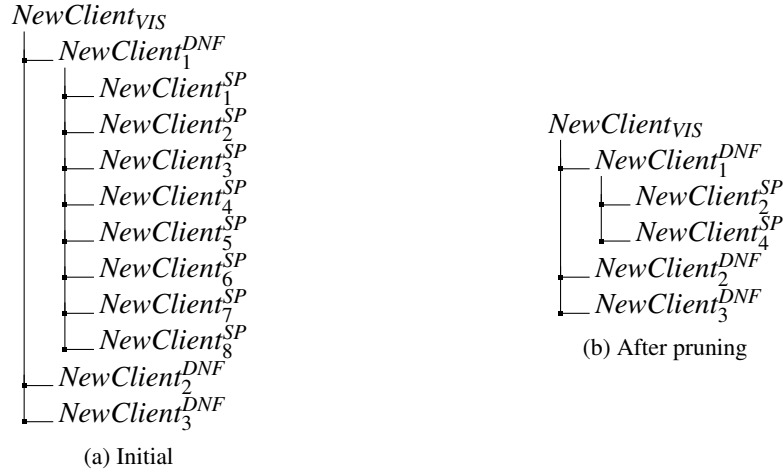 NewClient_VIS
NewClient_1^DNF
NewClient_1^SP
NewClient_2^SP
NewClient_3^SP
NewClient_4^SP
NewClient_5^SP
NewClient_6^SP
NewClient_7^SP
NewClient_8^SP
NewClient_2^DNF
NewClient_3^DNF
(a) Initial
NewClient_VIS
NewClient_1^DNF
NewClient_2^SP
NewClient_4^SP
NewClient_2^DNF
NewClient_3^DNF
(b) After pruning